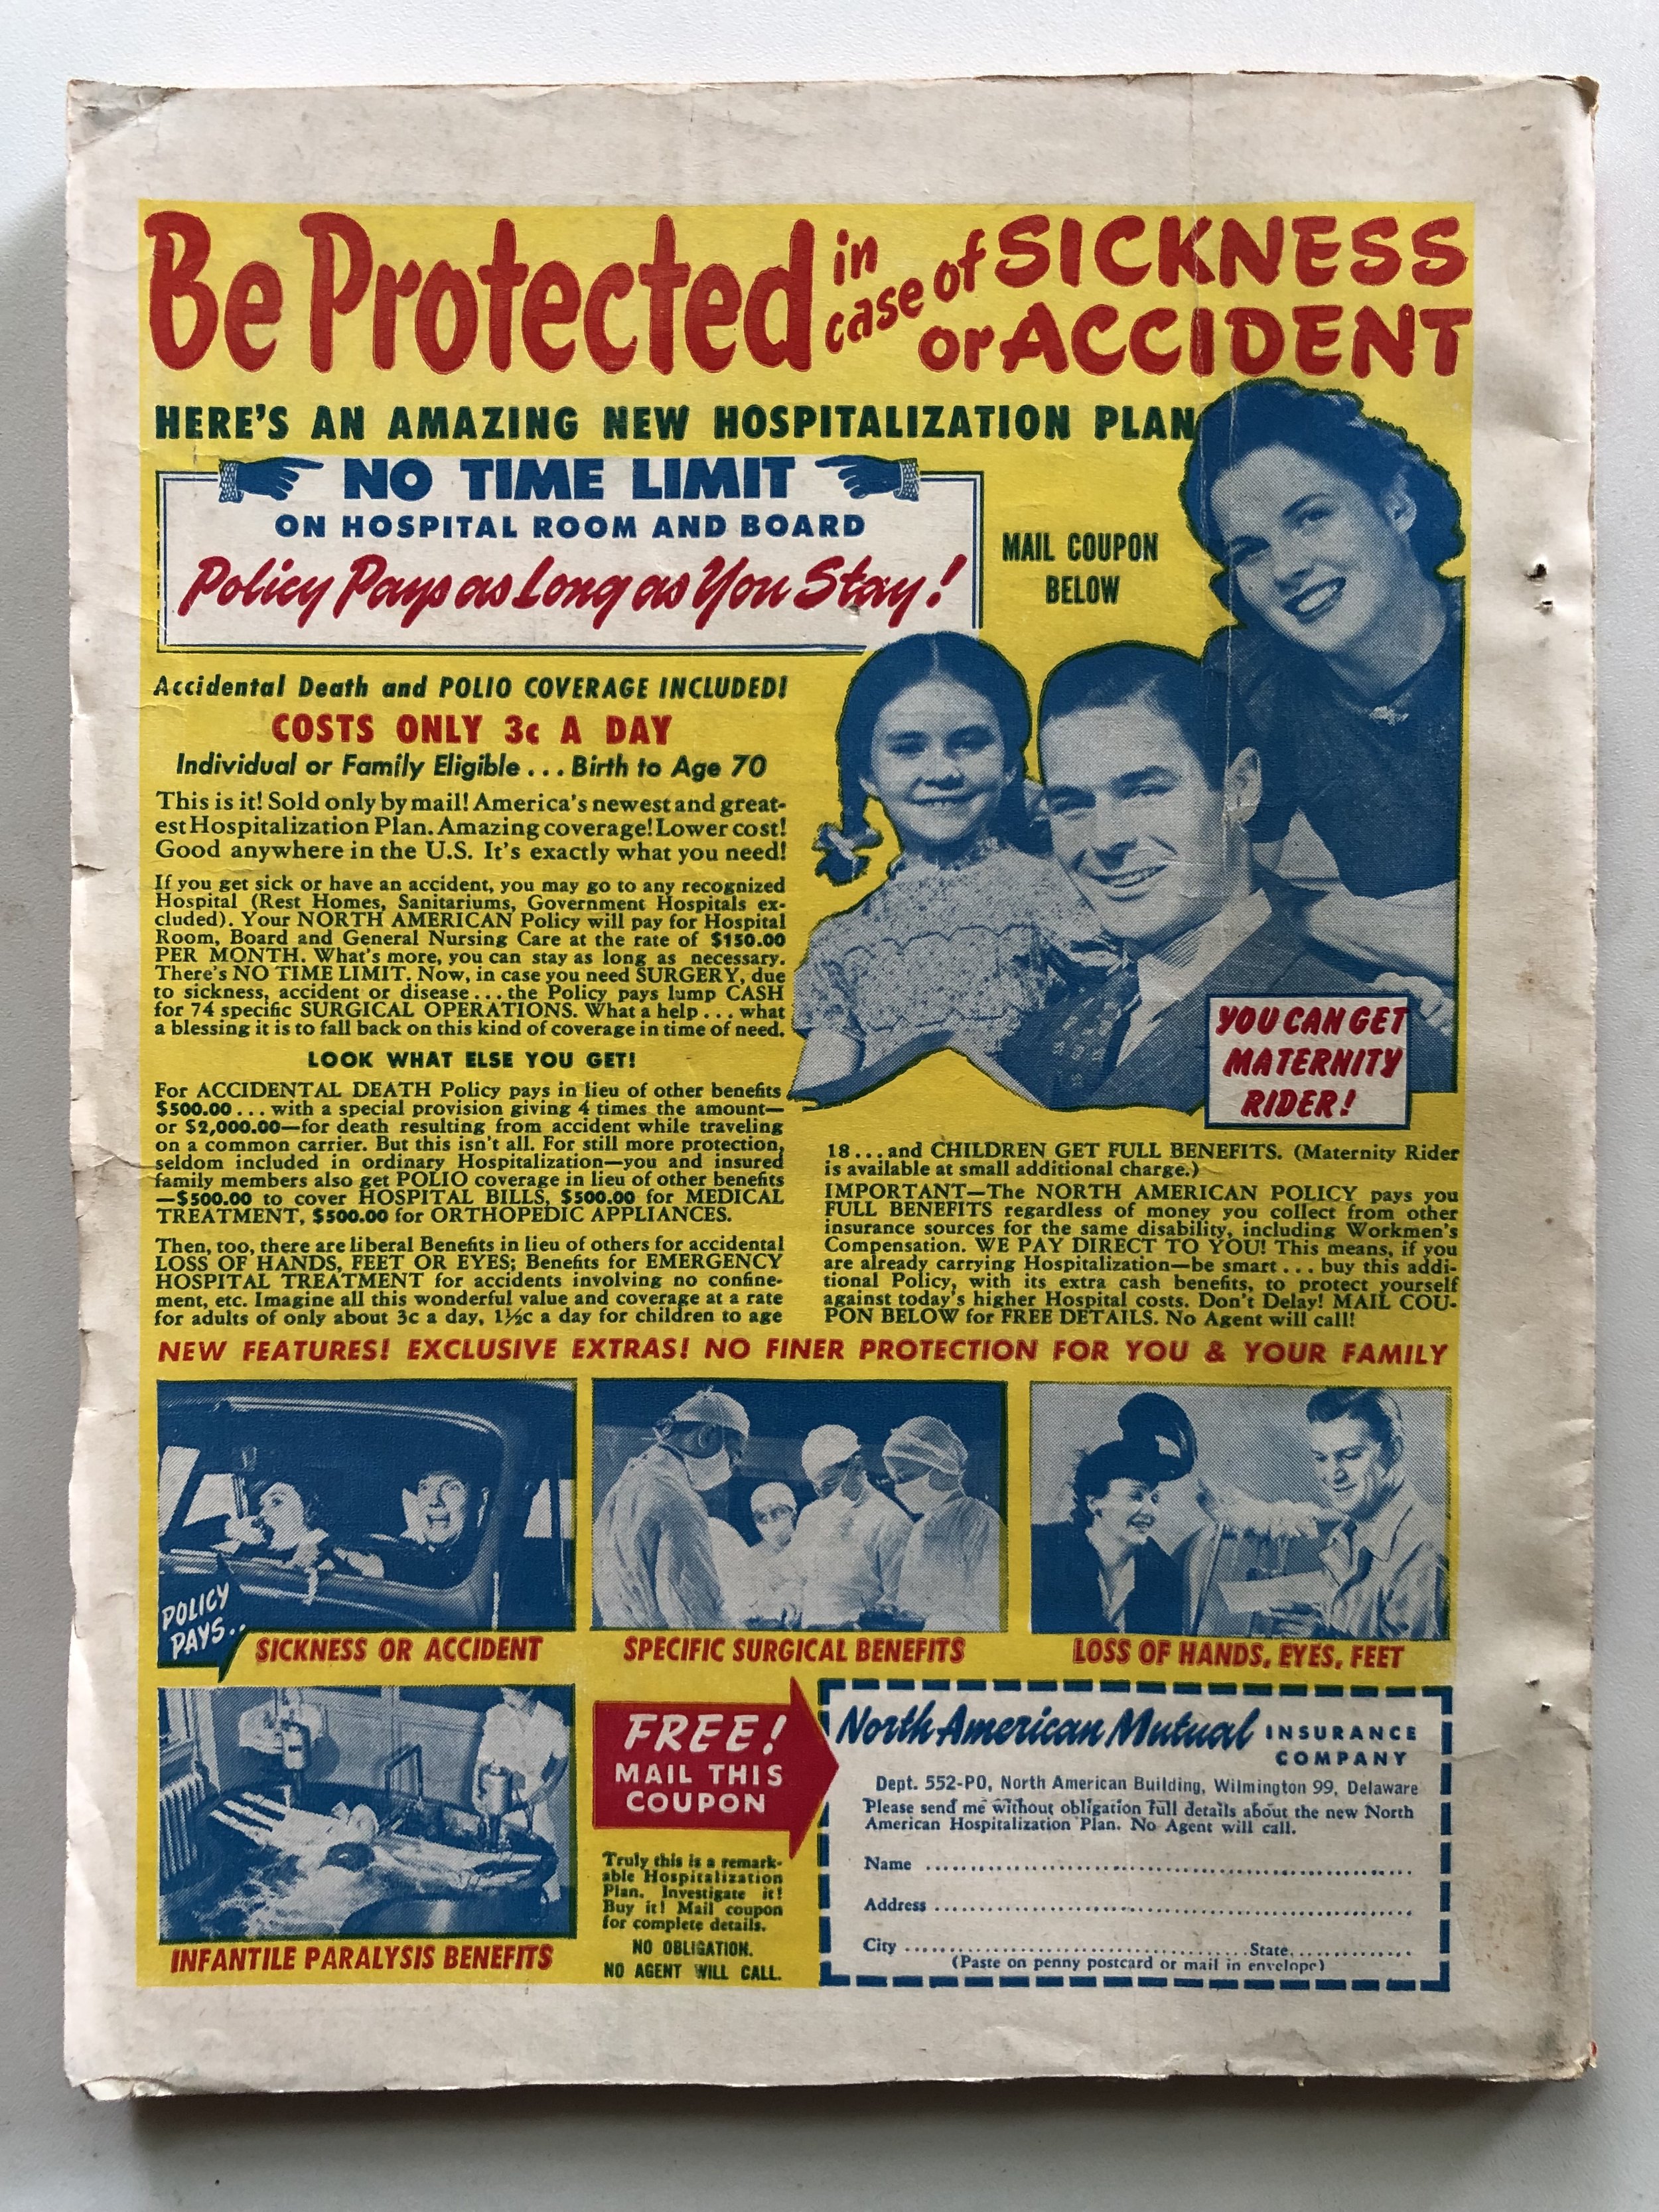 Be Protected in case of SICKNESS or ACCIDENT
HERE'S AN AMAZING NEW HOSPITALIZATION PLAN
NO TIME LIMIT
ON HOSPITAL ROOM AND BOARD
Policy Pays as Long as You Stay!
MAIL COUPON
BELOW
Accidental Death and POLIO COVERAGE INCLUDED!
COSTS ONLY 3c A DAY
Individual or Family Eligible . . . Birth to Age 70
This is it! Sold only by mail! America's newest and great-
est Hospitalization Plan. Amazing coverage! Lower cost!
Good anywhere in the U.S. It's exactly what you need!
If you get sick or have an accident, you may go to any recognized
Hospital (Rest Homes, Sanitariums, Government Hospitals ex-
cluded). Your NORTH AMERICAN Policy will pay for Hospital
Room, Board and General Nursing Care at the rate of $150.00
PER MONTH. What's more, you can stay as long as necessary.
There's NO TIME LIMIT. Now, in case you need SURGERY, due
to sickness, accident or disease . . . the Policy pays lump CASH
for 74 specific SURGICAL OPERATIONS. What a help . . . what
a blessing it is to fall back on this kind of coverage in time of need.
LOOK WHAT ELSE YOU GET!
For ACCIDENTAL DEATH Policy pays in lieu of other benefits
$500.00 . . . with a special provision giving 4 times the amount—
or $2,000.00—for death resulting from accident while traveling
on a common carrier. But this isn't all. For still more protection,
seldom included in ordinary Hospitalization—you and insured
family members also get POLIO coverage in lieu of other benefits
—$500.00 to cover HOSPITAL BILLS, $500.00 for MEDICAL
TREATMENT, $500.00 for ORTHOPEDIC APPLIANCES.
Then, too, there are liberal Benefits in lieu of others for accidental
LOSS OF HANDS, FEET OR EYES; Benefits for EMERGENCY
HOSPITAL TREATMENT for accidents involving no confine-
ment, etc. Imagine all this wonderful value and coverage at a rate
for adults of only about 3c a day, 1½c a day for children to age
YOU CAN GET
MATERNITY
RIDER!
18 . . . and CHILDREN GET FULL BENEFITS. (Maternity Rider
is available at small additional charge.)
IMPORTANT—The NORTH AMERICAN POLICY pays you
FULL BENEFITS regardless of money you collect from other
insurance sources for the same disability, including Workmen's
Compensation. WE PAY DIRECT TO YOU! This means, if you
are already carrying Hospitalization—be smart . . . buy this addi-
tional Policy, with its extra cash benefits, to protect yourself
against today's higher Hospital costs. Don't Delay! MAIL COU-
PON BELOW for FREE DETAILS. No Agent will call!
NEW FEATURES! EXCLUSIVE EXTRAS! NO FINER PROTECTION FOR YOU & YOUR FAMILY
POLICY
PAYS..
SICKNESS OR ACCIDENT
SPECIFIC SURGICAL BENEFITS
LOSS OF HANDS, EYES, FEET
INFANTILE PARALYSIS BENEFITS
FREE!
MAIL THIS
COUPON
Truly this is a remark-
able Hospitalization
Plan. Investigate it!
Buy it! Mail coupon
for complete details.
NO OBLIGATION.
NO AGENT WILL CALL.
North American Mutual INSURANCE
COMPANY
Dept. 552-PO, North American Building, Wilmington 99, Delaware
Please send me without obligation full details about the new North
American Hospitalization Plan. No Agent will call.
Name ........................................
Address ........................................
City ........................................ State..............
(Paste on penny postcard or mail in envelope)